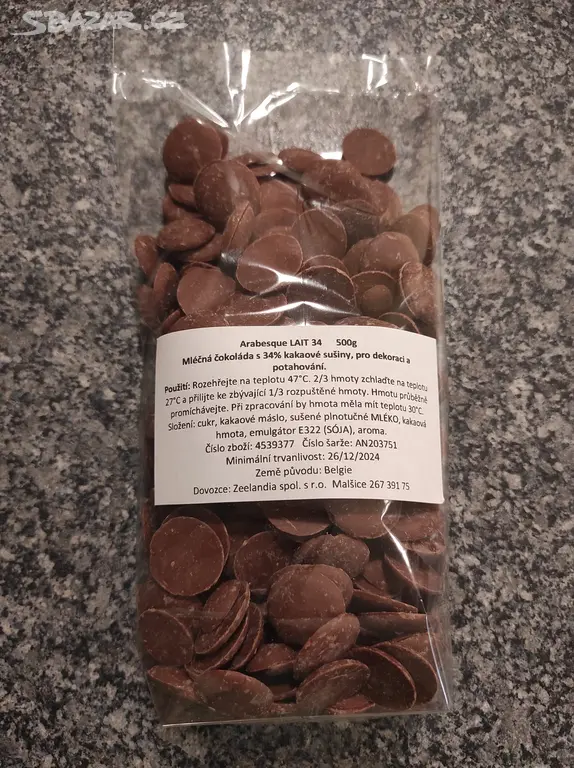 SBAZAR.CZ
Arabesque LAIT 34 500g
Mléčná čokoláda s 34% kakaové sušiny, pro dekoraci a
potahování.
Použití: Rozehřejte na teplotu 47°C. 2/3 hmoty zchlaďte na teplotu
27°C a přilijte ke zbývající 1/3 rozpuštěné hmoty. Hmotu průběžně
promíchávejte. Při zpracování by hmota měla mít teplotu 30°C.
Složení: cukr, kakaové máslo, sušené plnotučné MLÉKO, kakaová
hmota, emulgátor E322 (SÓJA), aroma.
Číslo zboží: 4539377 Číslo šarže: AN203751
Minimální trvanlivost: 26/12/2024
Země původu: Belgie
Dovozce: Zeelandia spol. s r.o. Malšice 267 391 75